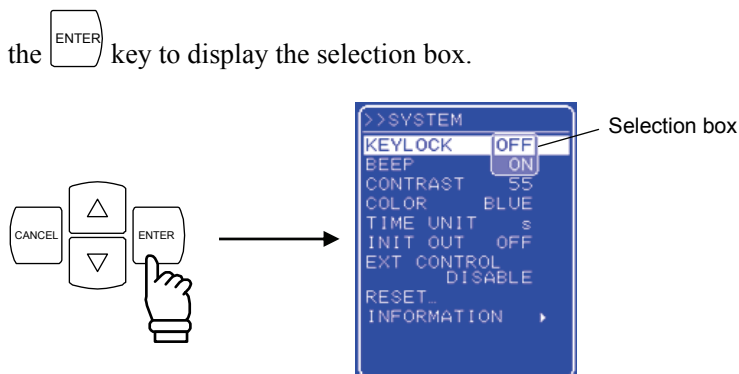 the ENTER key to display the selection box.
>>SYSTEM
Selection box
KEYLOCK OFF
BEEP ON
CONTRAST 55
COLOR BLUE
TIME UNIT s
INIT OUT OFF
EXT CONTROL
DISABLE
RESET…
INFORMATION ▸
CANCEL
△
▽
ENTER